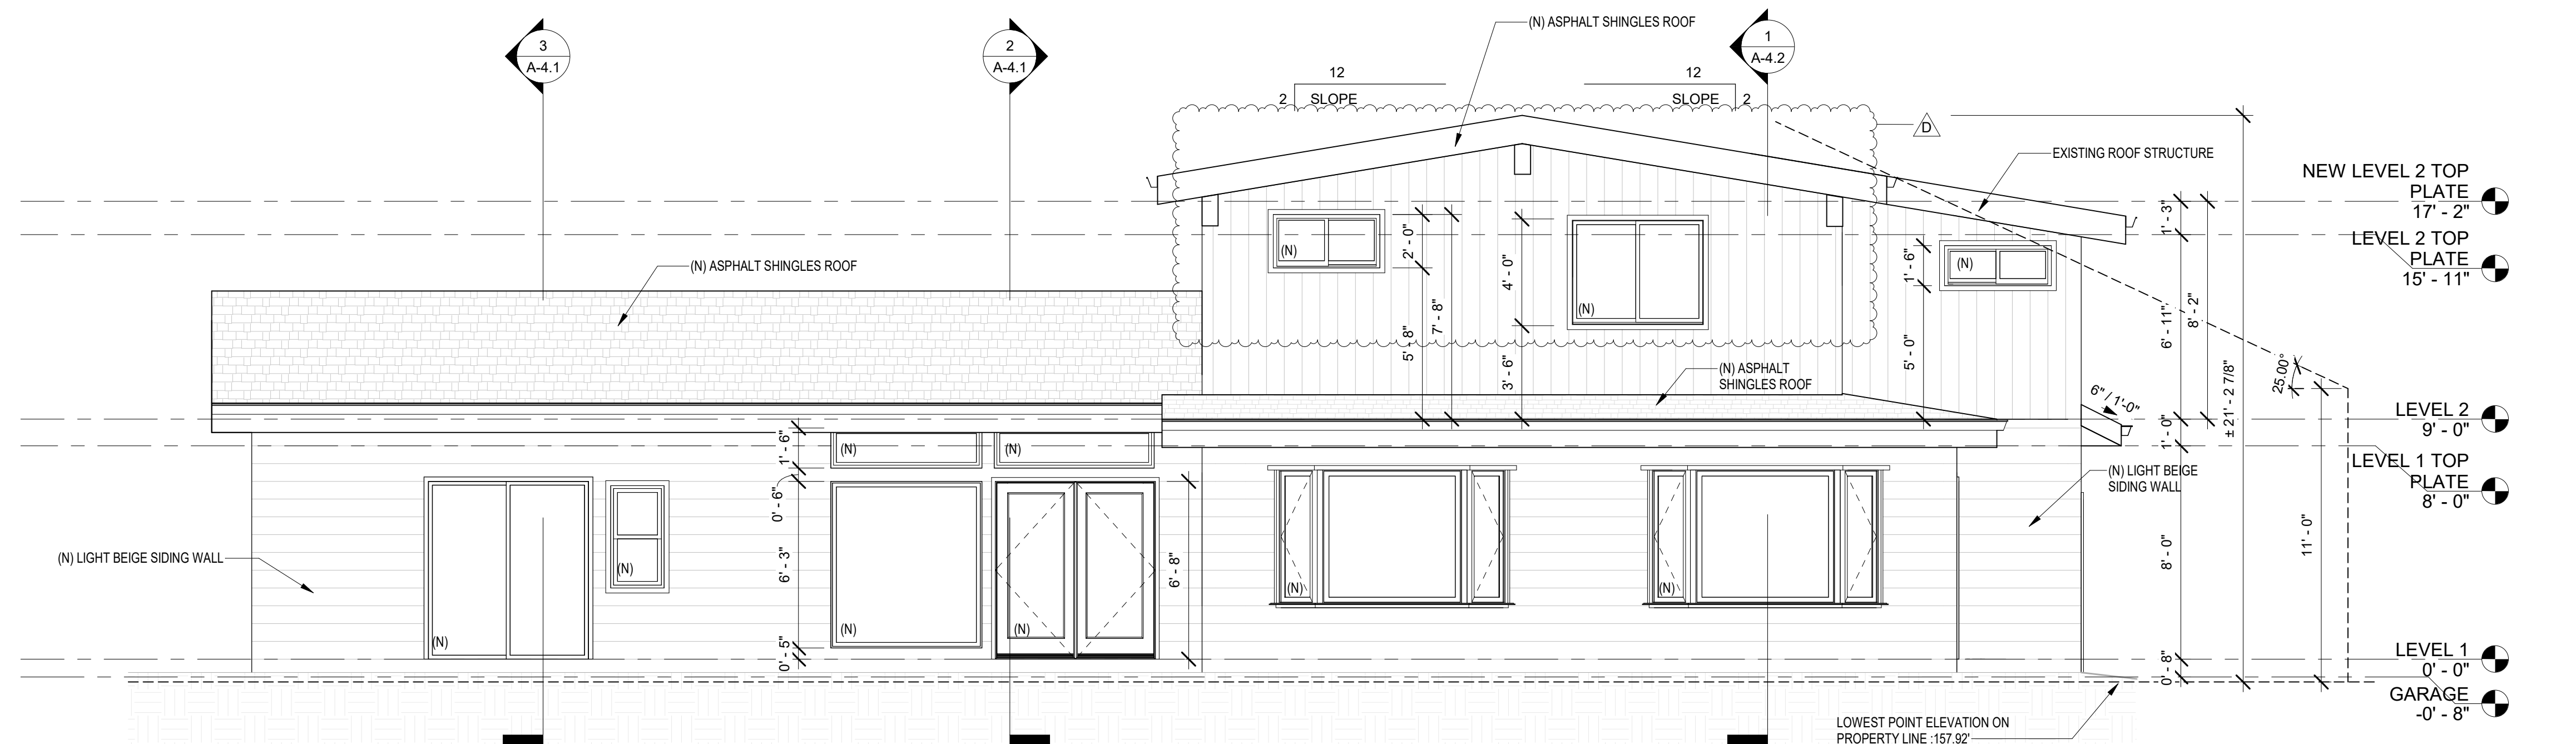 (N) ASPHALT SHINGLES ROOF
3
A-4.1
2
A-4.1
1
A-4.2
12
2 SLOPE
12
SLOPE 2
D
EXISTING ROOF STRUCTURE
NEW LEVEL 2 TOP
PLATE
17' - 2"
LEVEL 2 TOP
PLATE
15' - 11"
(N) ASPHALT SHINGLES ROOF
(N)
2' - 0"
5' - 8"
7' - 8"
4' - 0"
3' - 6"
(N)
1' - 6"
5' - 0"
(N)
1' - 3"
6' - 11"
8' - 2"
± 21' - 2 7/8"
25.00°
(N) ASPHALT
SHINGLES ROOF
6" / 1'-0"
LEVEL 2
9' - 0"
1' - 0"
LEVEL 1 TOP
PLATE
8' - 0"
(N) LIGHT BEIGE
SIDING WALL
1' - 6"
0' - 6"
6' - 3"
0' - 5"
(N)
(N)
6' - 8"
11' - 0"
8' - 0"
(N) LIGHT BEIGE SIDING WALL
(N)
(N)
(N)
(N)
(N)
(N)
0' - 8"
LEVEL 1
0' - 0"
GARAGE
-0' - 8"
LOWEST POINT ELEVATION ON
PROPERTY LINE :157.92'